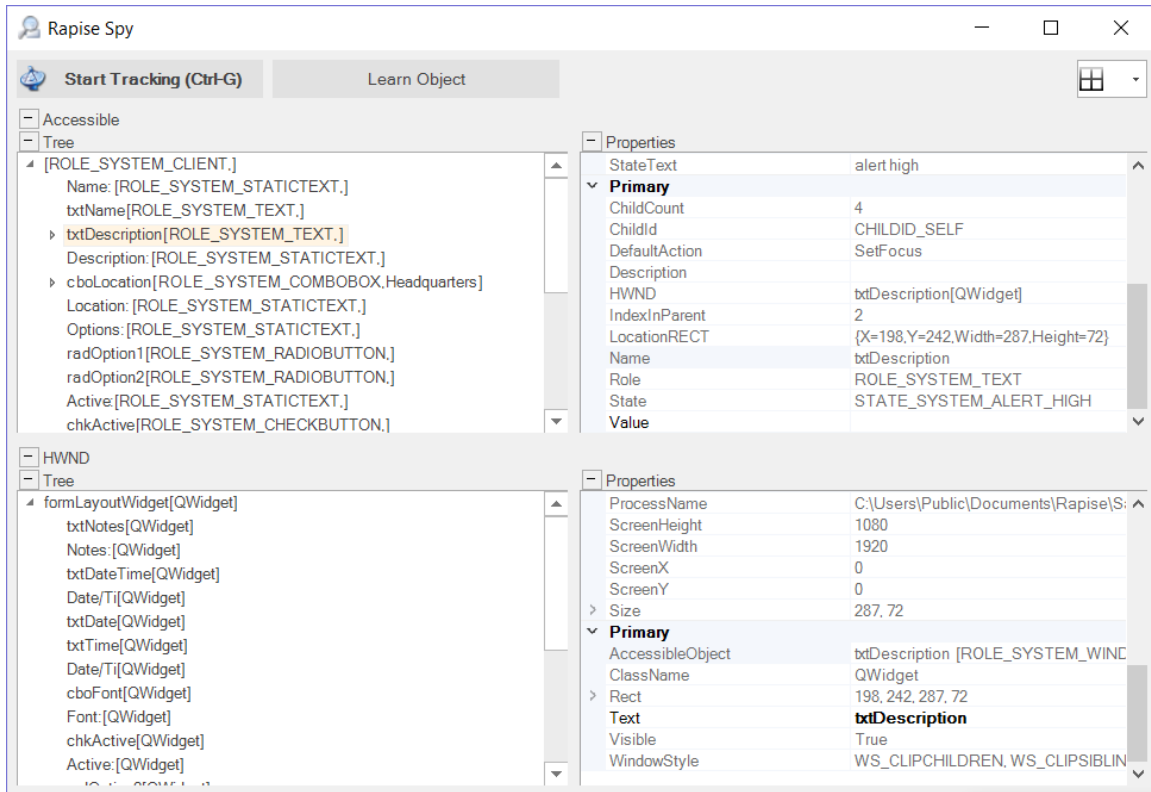 Rapise Spy
Start Tracking (Ctrl-G)
Learn Object
Accessible
Tree
[ROLE_SYSTEM_CLIENT,]
Name: [ROLE_SYSTEM_STATICTEXT,]
txtName[ROLE_SYSTEM_TEXT,]
txtDescription[ROLE_SYSTEM_TEXT,]
Description: [ROLE_SYSTEM_STATICTEXT,]
cboLocation[ROLE_SYSTEM_COMBOBOX,Headquarters]
Location: [ROLE_SYSTEM_STATICTEXT,]
Options: [ROLE_SYSTEM_STATICTEXT,]
radOption1[ROLE_SYSTEM_RADIOBUTTON,]
radOption2[ROLE_SYSTEM_RADIOBUTTON,]
Active:[ROLE_SYSTEM_STATICTEXT,]
chkActive[ROLE_SYSTEM_CHECKBUTTON,]
Properties
StateText alert high
Primary
ChildCount 4
ChildId CHILDID_SELF
DefaultAction SetFocus
Description
HWND txtDescription[QWidget]
IndexInParent 2
LocationRECT {X=198,Y=242,Width=287,Height=72}
Name txtDescription
Role ROLE_SYSTEM_TEXT
State STATE_SYSTEM_ALERT_HIGH
Value
HWND
Tree
formLayoutWidget[QWidget]
txtNotes[QWidget]
Notes:[QWidget]
txtDateTime[QWidget]
Date/Ti[QWidget]
txtDate[QWidget]
txtTime[QWidget]
Date/Ti[QWidget]
cboFont[QWidget]
Font:[QWidget]
chkActive[QWidget]
Active:[QWidget]
Properties
ProcessName C:\Users\Public\Documents\Rapise\S
ScreenHeight 1080
ScreenWidth 1920
ScreenX 0
ScreenY 0
Size 287, 72
Primary
AccessibleObject txtDescription [ROLE_SYSTEM_WIND
ClassName QWidget
Rect 198, 242, 287, 72
Text txtDescription
Visible True
WindowStyle WS_CLIPCHILDREN, WS_CLIPSIBLIN